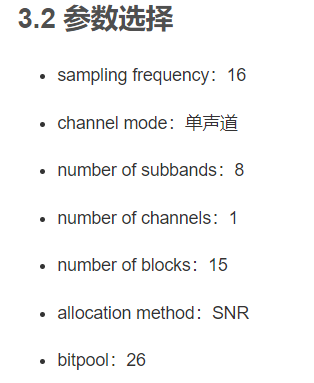 3.2 参数选择
sampling frequency：16
channel mode：单声道
number of subbands：8
number of channels：1
number of blocks：15
allocation method：SNR
bitpool：26